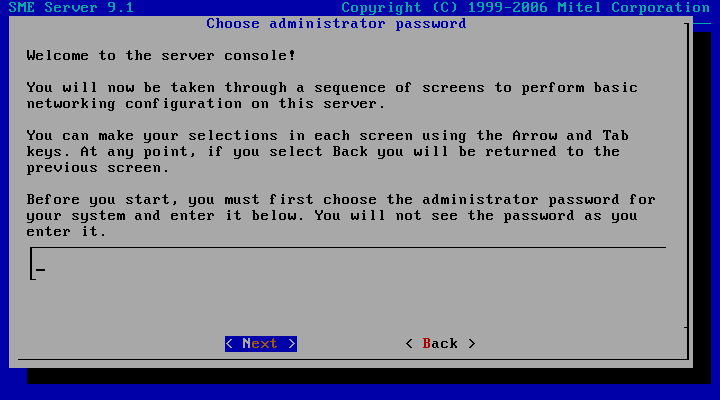 SME Server 9.1 Copyright (C) 1999-2006 Mitel Corporation
Choose administrator password
Welcome to the server console!
You will now be taken through a sequence of screens to perform basic
networking configuration on this server.
You can make your selections in each screen using the Arrow and Tab
keys. At any point, if you select Back you will be returned to the
previous screen.
Before you start, you must first choose the administrator password for
your system and enter it below. You will not see the password as you
enter it.
< Next > < Back >